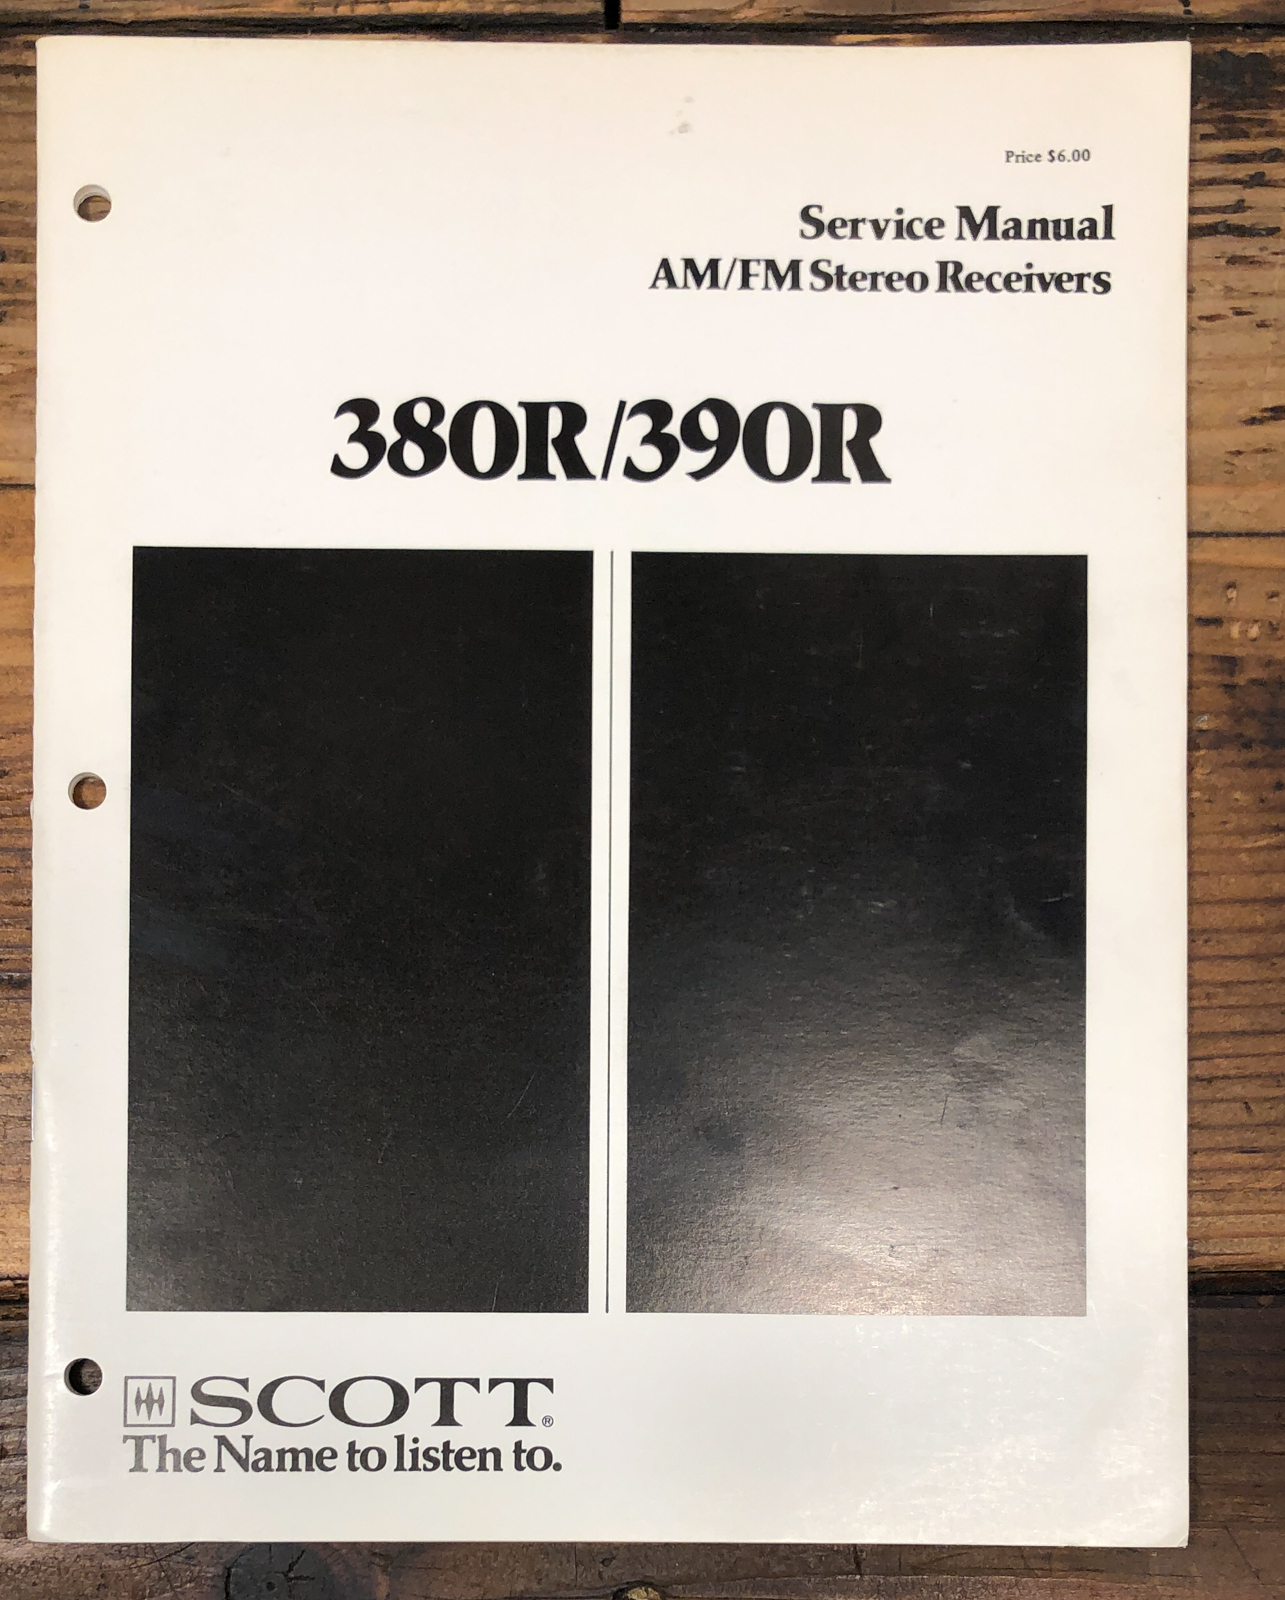 Price $6.00
Service Manual
AM/FM Stereo Receivers
380R/390R
SCOTT®
The Name to listen to.